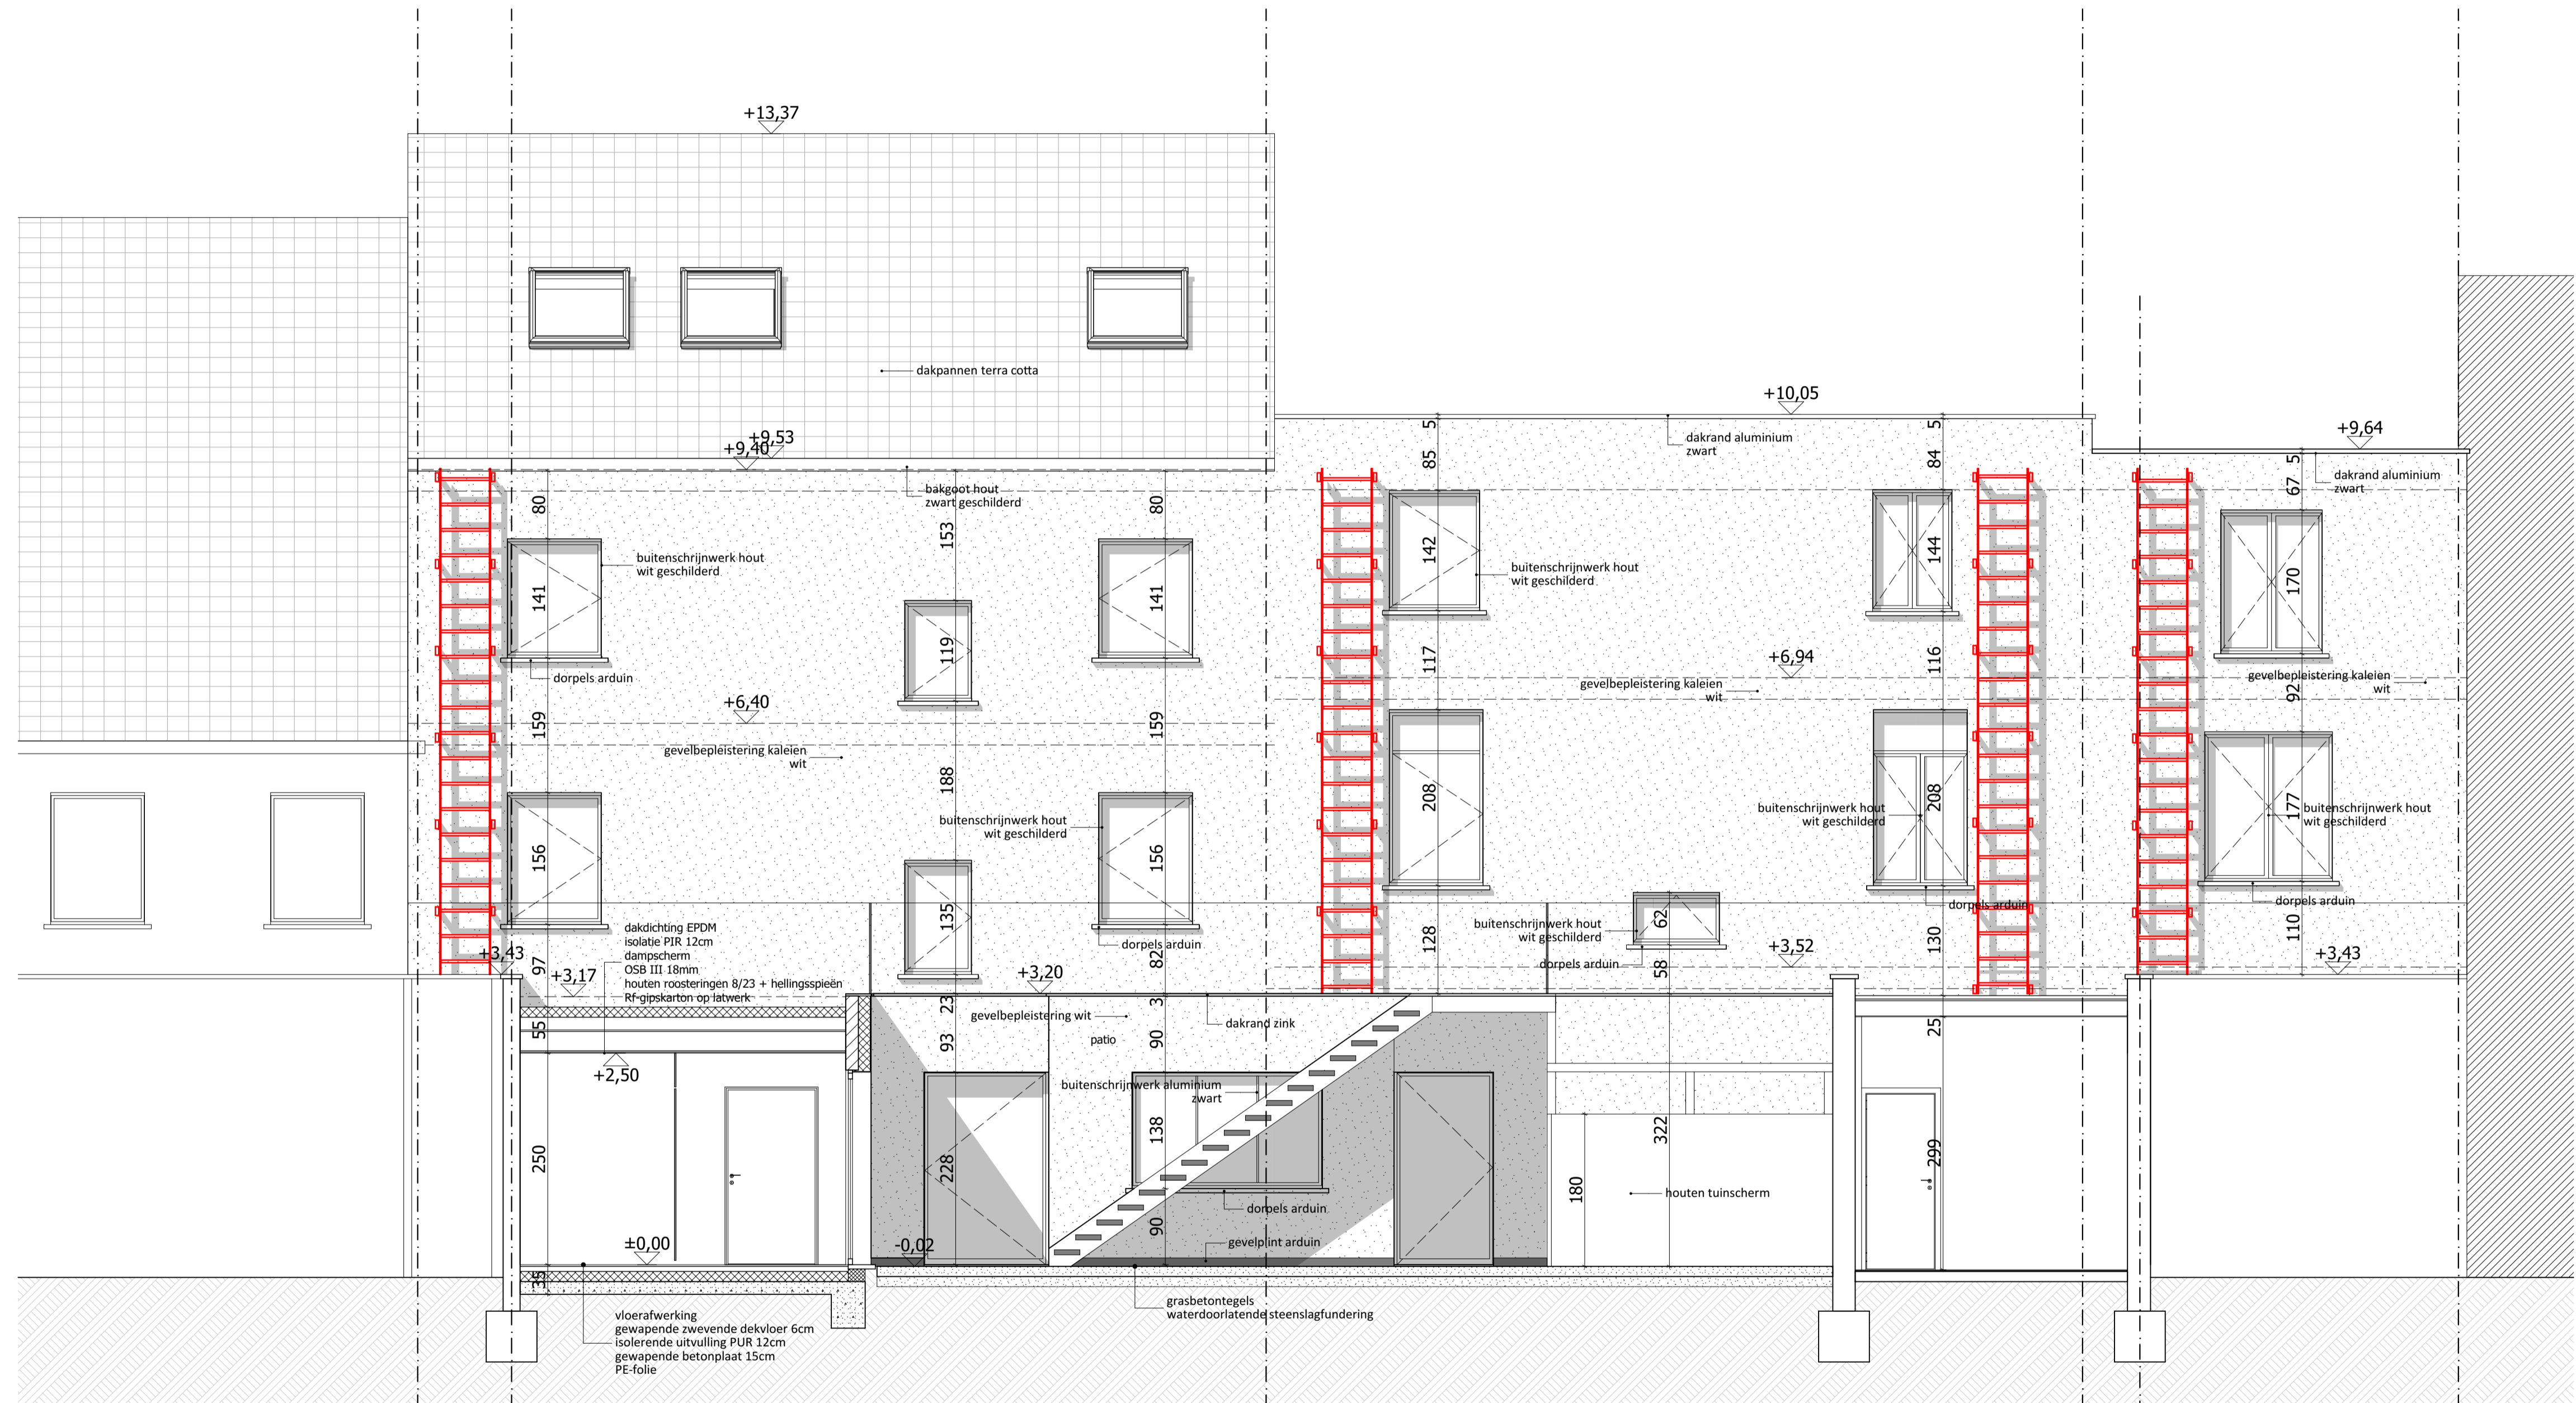 +13,37
dakpannen terra cotta
+10,05
+9,53
+9,40
+9,64
5
5
5
dakrand aluminium
zwart
dakrand aluminium
zwart
bakgoot hout
zwart geschilderd
80
80
85
84
67
153
buitenschrijnwerk hout
wit geschilderd
buitenschrijnwerk hout
wit geschilderd
141
119
141
142
144
170
dorpels arduin
117
116
+6,94
gevelbepleistering kaleien
wit
gevelbepleistering kaleien
wit
92
+6,40
159
159
gevelbepleistering kaleien
wit
188
208
208
177
buitenschrijnwerk hout
wit geschilderd
buitenschrijnwerk hout
wit geschilderd
buitenschrijnwerk hout
wit geschilderd
156
135
156
62
dorpels arduin
dorpels arduin
buitenschrijnwerk hout
wit geschilderd
dorpels arduin
dorpels arduin
128
130
110
58
+3,52
+3,43
dakdichting EPDM
isolatie PIR 12cm
dampscherm
OSB III 18mm
houten roosteringen 8/23 + hellingsspieën
Rf-gipskarton op latwerk
+3,43
+3,17
97
82
+3,20
55
23
3
93
90
25
gevelbepleistering wit
dakrand zink
patio
+2,50
buitenschrijnwerk aluminium
zwart
250
228
138
322
299
180
houten tuinscherm
dorpels arduin
90
gevelplint arduin
±0,00
-0,02
35
grasbetontegels
waterdoorlatende steenslagfundering
vloerafwerking
gewapende zwevende dekvloer 6cm
isolerende uitvulling PUR 12cm
gewapende betonplaat 15cm
PE-folie